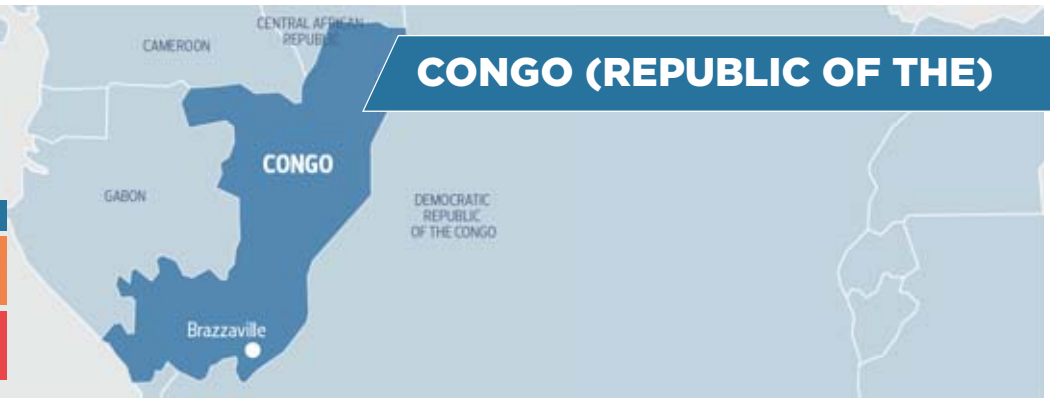 CENTRAL AFRICAN
REPUBLIC
CAMEROON
CONGO (REPUBLIC OF THE)
CONGO
GABON
DEMOCRATIC
REPUBLIC
OF THE CONGO
Brazzaville